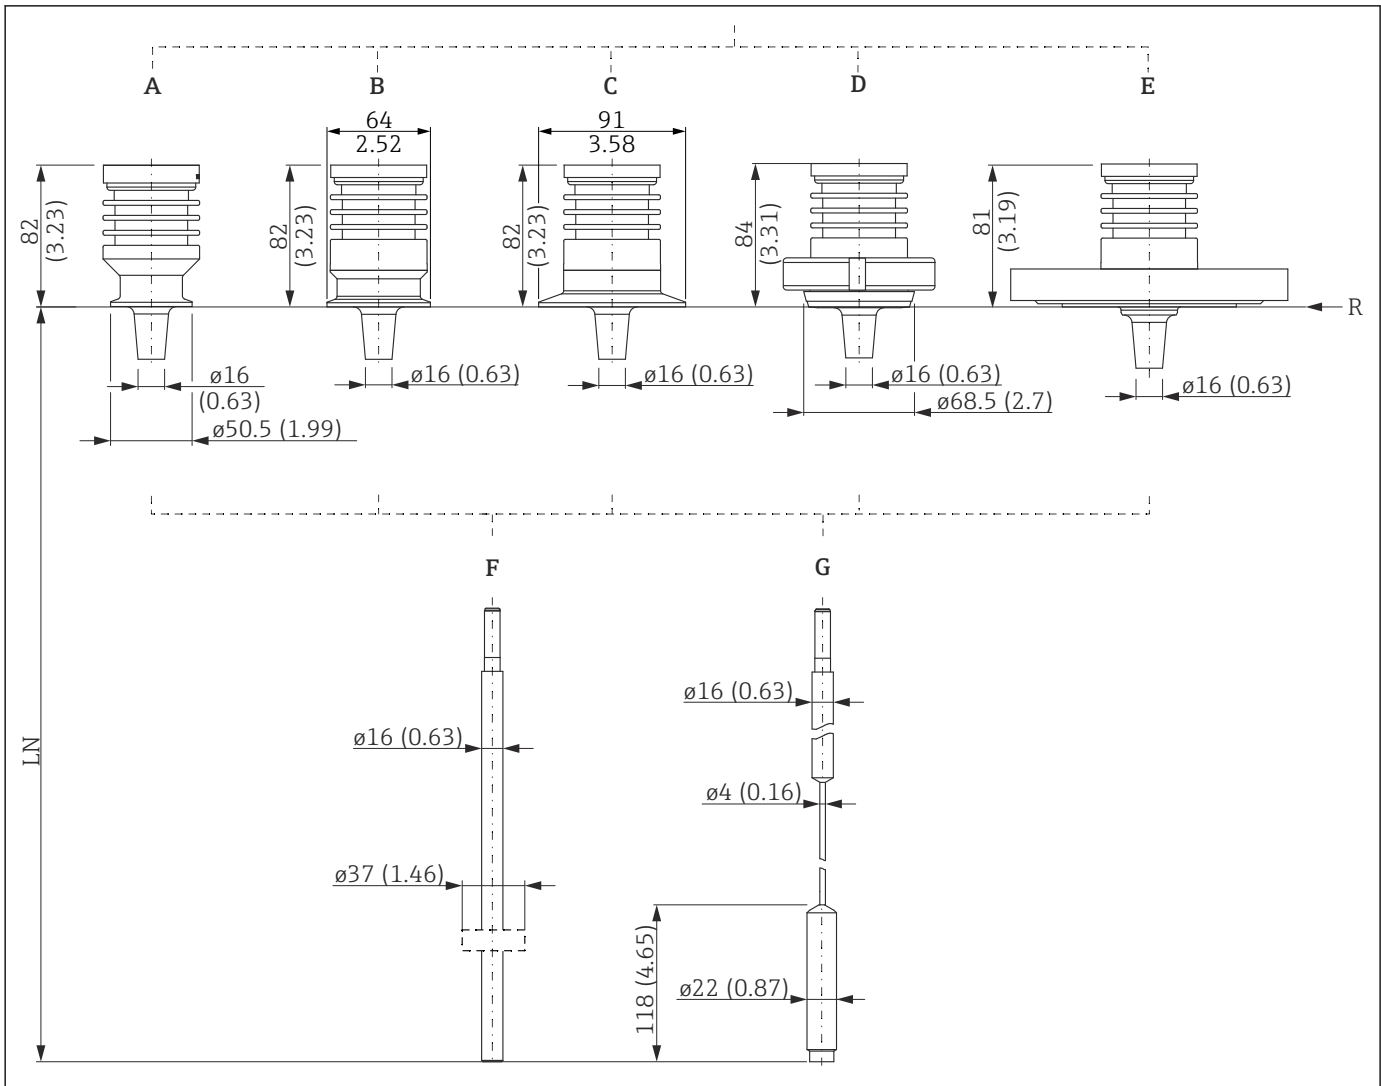 A
B
C
D
E
64
2.52
91
3.58
82
(3.23)
82
(3.23)
82
(3.23)
84
(3.31)
81
(3.19)
R
ø16
(0.63)
ø50.5 (1.99)
ø16 (0.63)
ø16 (0.63)
ø16 (0.63)
ø68.5 (2.7)
ø16 (0.63)
F
G
LN
ø16 (0.63)
ø37 (1.46)
ø16 (0.63)
ø4 (0.16)
118 (4.65)
ø22 (0.87)